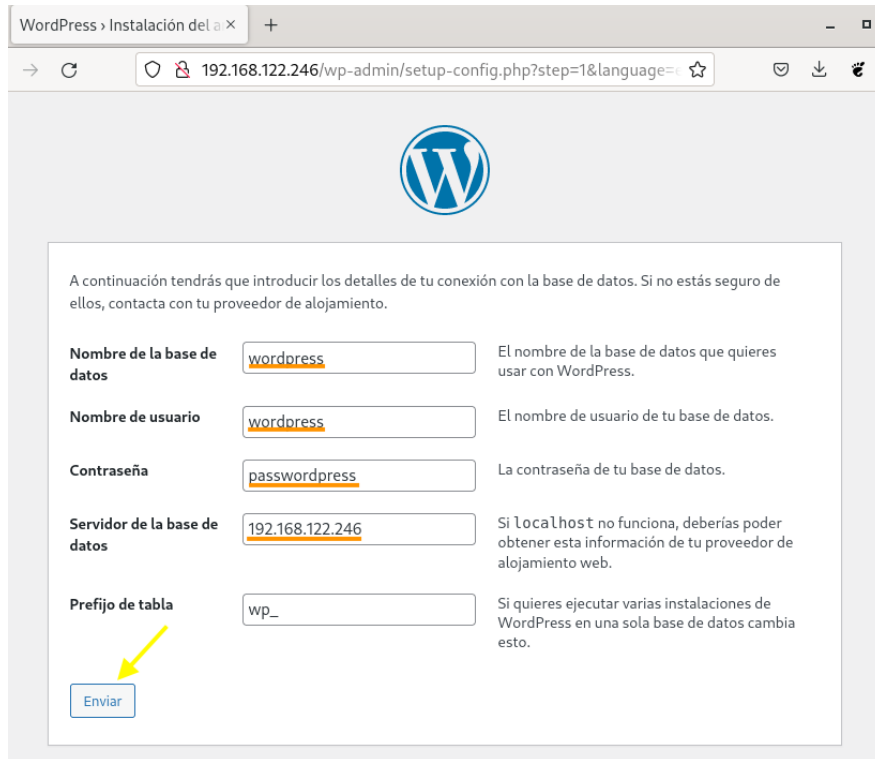 WordPress › Instalación del a
192.168.122.246/wp-admin/setup-config.php?step=1&language=e
A continuación tendrás que introducir los detalles de tu conexión con la base de datos. Si no estás seguro de
ellos, contacta con tu proveedor de alojamiento.
Nombre de la base de
datos
wordpress
El nombre de la base de datos que quieres
usar con WordPress.
Nombre de usuario
wordpress
El nombre de usuario de tu base de datos.
Contraseña
passwordpress
La contraseña de tu base de datos.
Servidor de la base de
datos
192.168.122.246
Si localhost no funciona, deberías poder
obtener esta información de tu proveedor de
alojamiento web.
Prefijo de tabla
wp_
Si quieres ejecutar varias instalaciones de
WordPress en una sola base de datos cambia
esto.
Enviar